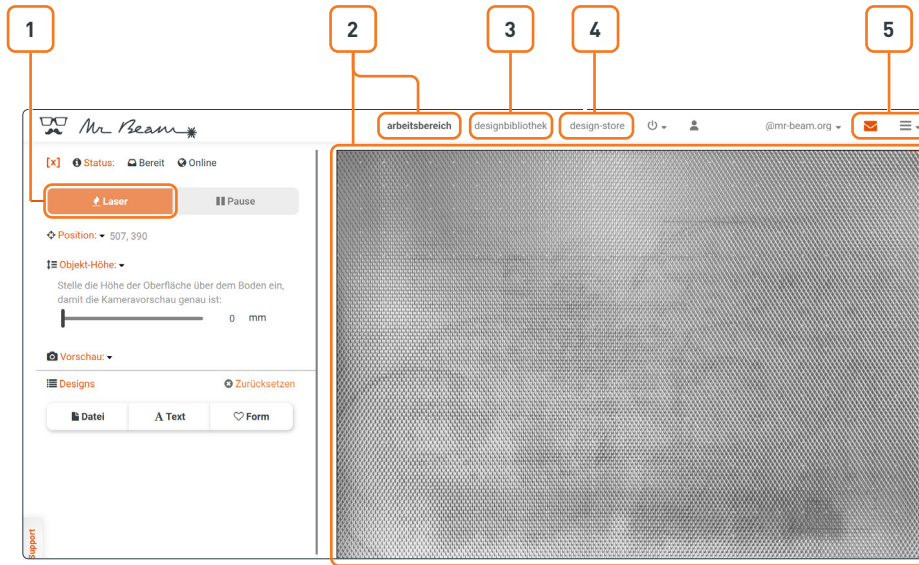 1
2
3
4
5
Mr Beam
arbeitsbereich designbibliothek design-store @mr-beam.org
[x] Status: Bereit Online
Laser Pause
Position: 507, 390
Objekt-Höhe:
Stelle die Höhe der Oberfläche über dem Boden ein,
damit die Kameravorschau genau ist:
0 mm
Vorschau:
Designs Zurücksetzen
Datei A Text Form
Support